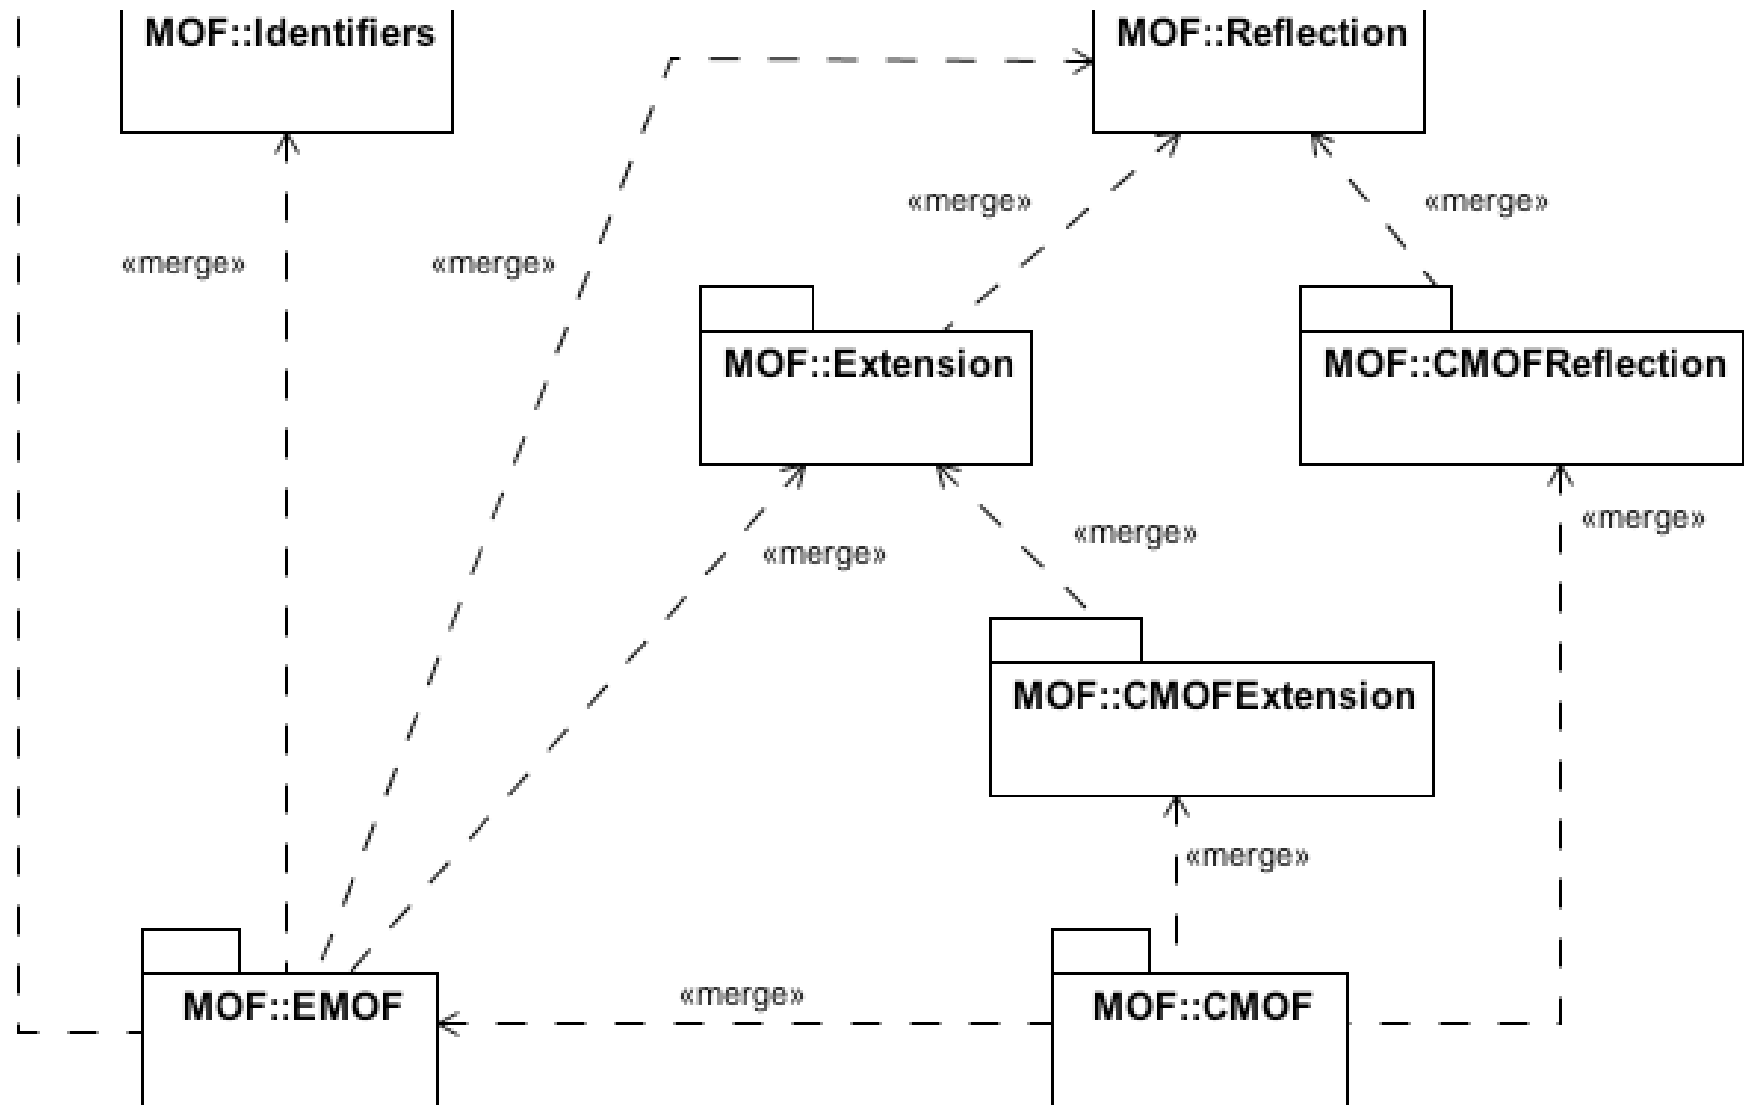 MOF::Identifiers
MOF::Reflection
«merge»
«merge»
«merge»
«merge»
MOF::Extension
MOF::CMOFReflection
«merge»
«merge»
«merge»
MOF::CMOFExtension
«merge»
«merge»
MOF::EMOF
MOF::CMOF